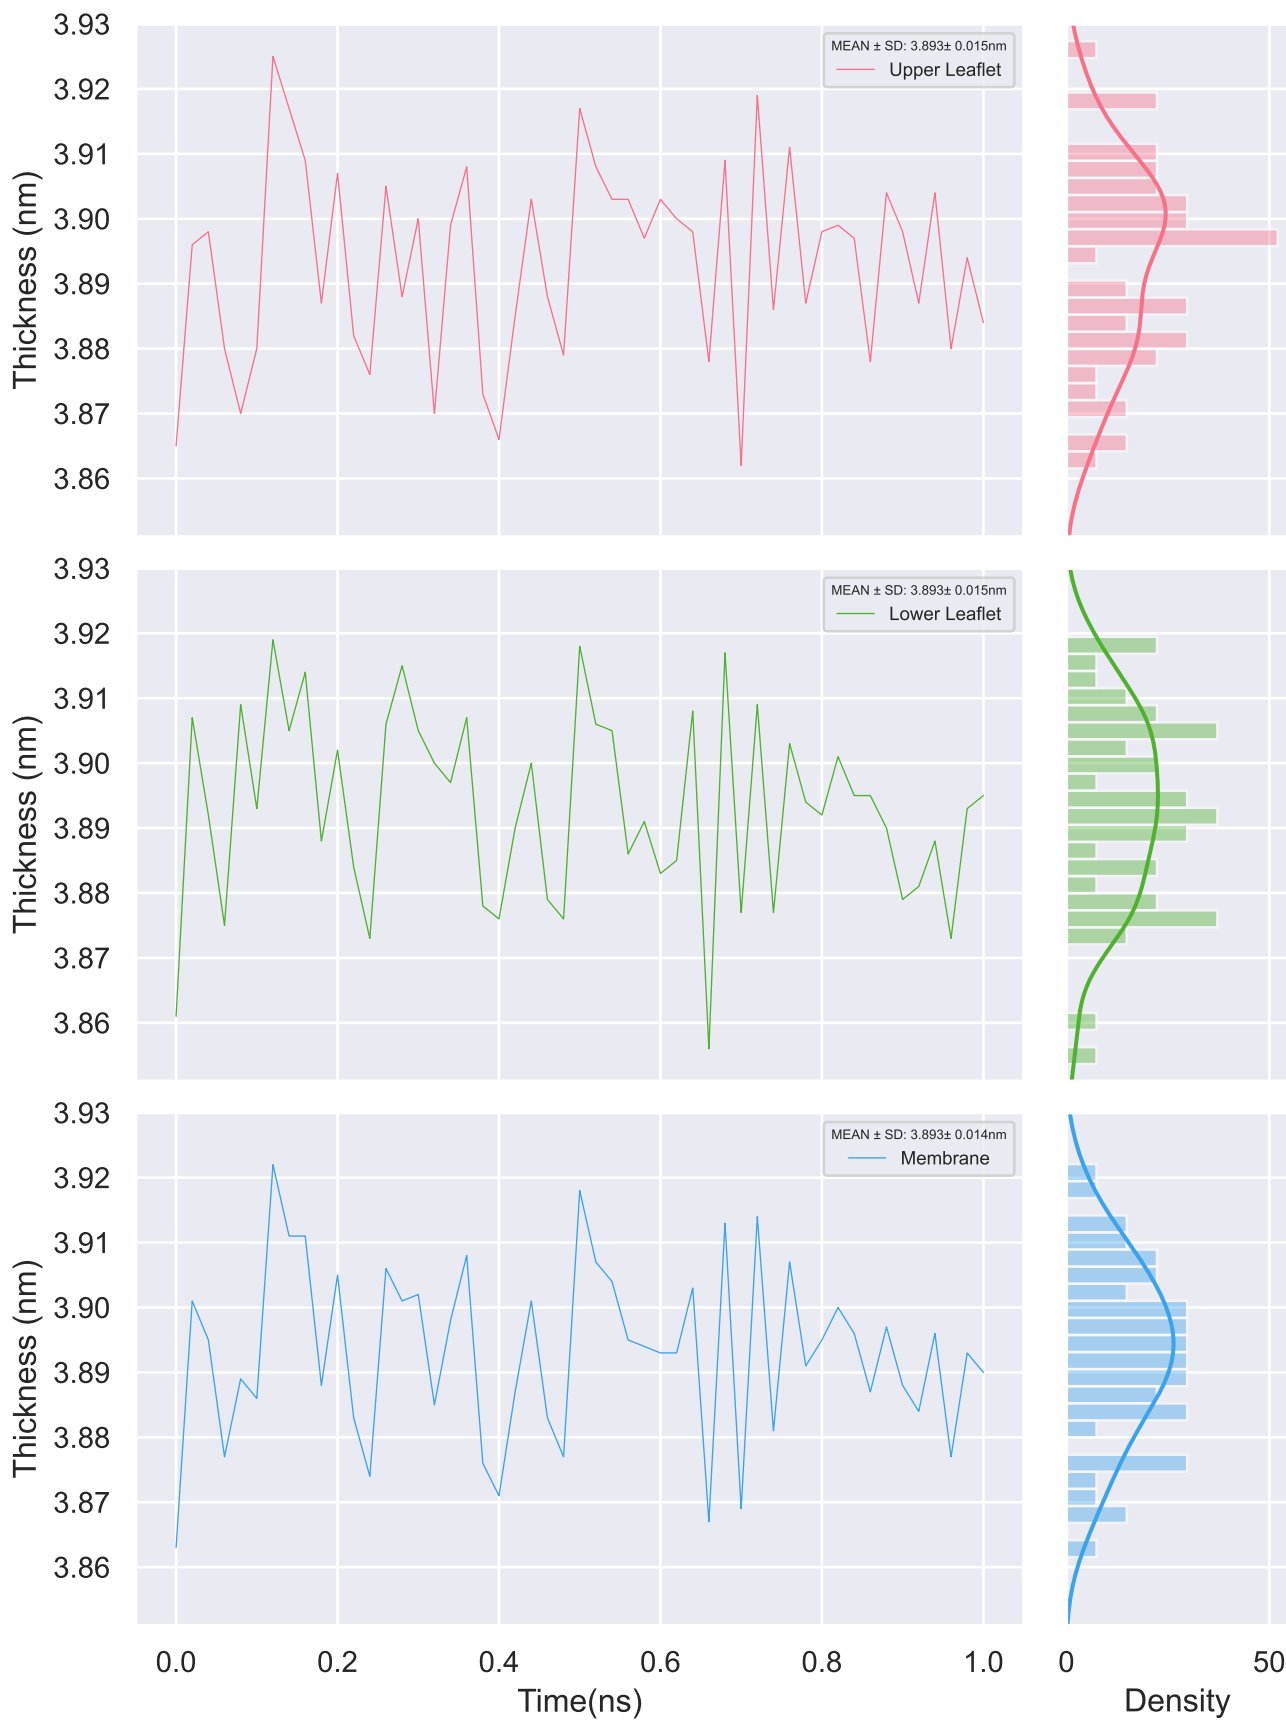 3.93
3.92
3.91
3.90
3.89
3.88
3.87
3.86
Thickness (nm)
MEAN ± SD: 3.893± 0.015nm
Upper Leaflet
3.93
3.92
3.91
3.90
3.89
3.88
3.87
3.86
Thickness (nm)
MEAN ± SD: 3.893± 0.015nm
Lower Leaflet
3.93
3.92
3.91
3.90
3.89
3.88
3.87
3.86
Thickness (nm)
MEAN ± SD: 3.893± 0.014nm
Membrane
0.0 0.2 0.4 0.6 0.8 1.0
Time(ns)
0 50
Density